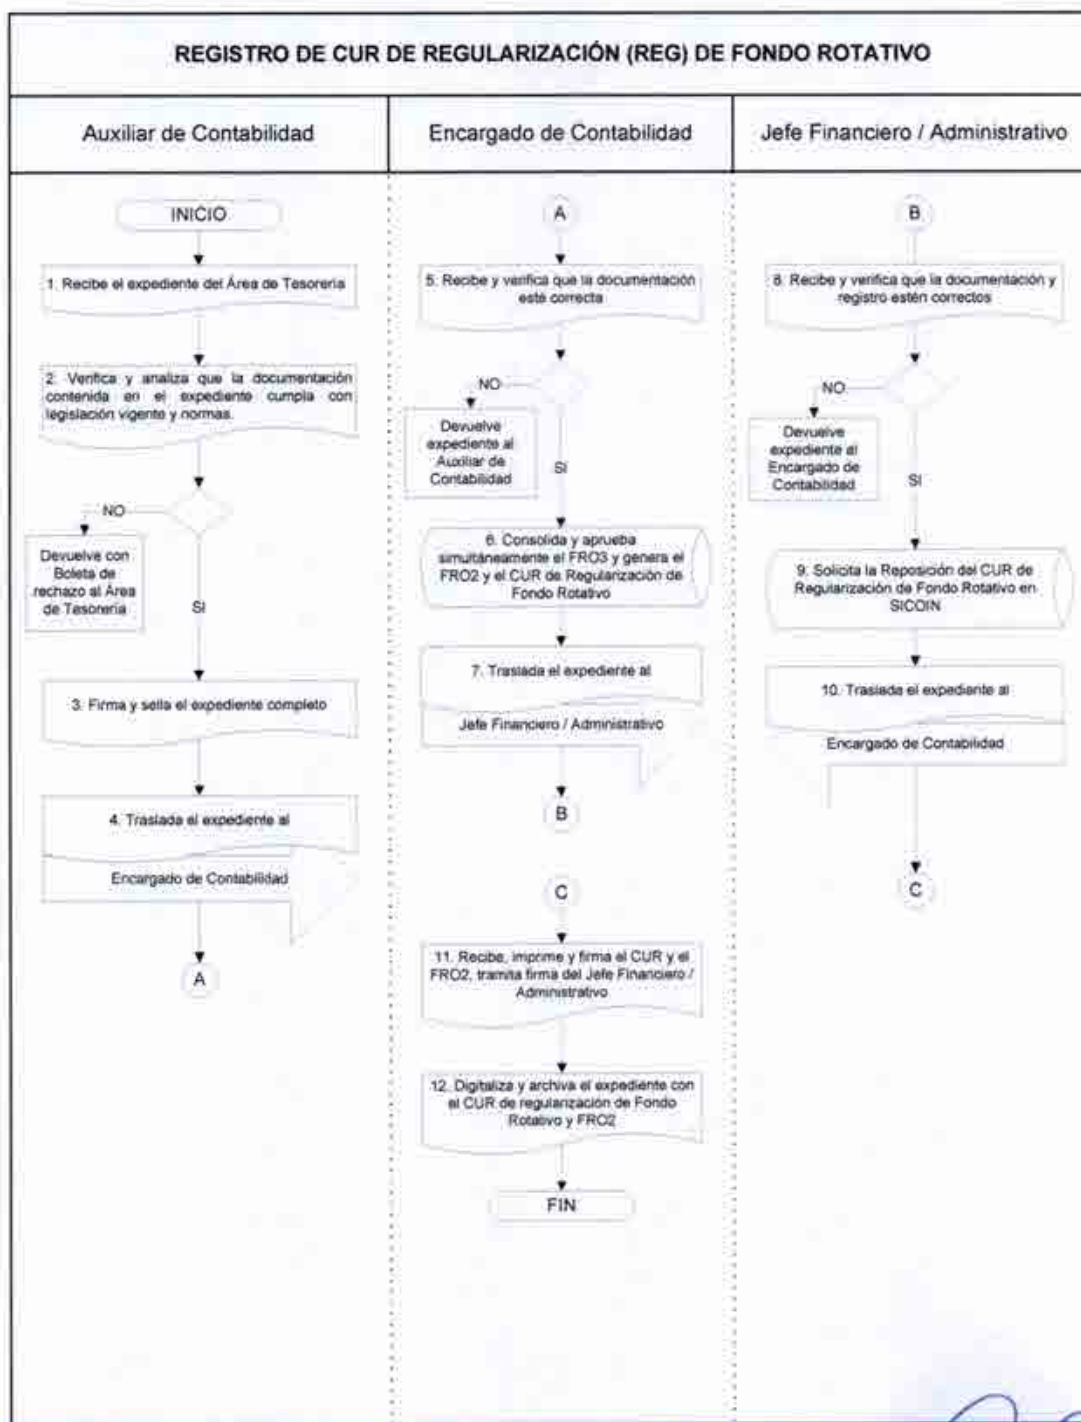 REGISTRO DE CUR DE REGULARIZACIÓN (REG) DE FONDO ROTATIVO
Auxiliar de Contabilidad
Encargado de Contabilidad
Jefe Financiero / Administrativo
INICIO
1. Recibe el expediente del Área de Tesorería
2. Verifica y analiza que la documentación
contenida en el expediente cumpla con
legislación vigente y normas.
NO
Devuelve con
Boleta de
rechazo al Área
de Tesorería
SI
3. Firma y sella el expediente completo
4. Traslada el expediente al
Encargado de Contabilidad
A
A
5. Recibe y verifica que la documentación
esté correcta
NO
Devuelve
expediente al
Auxiliar de
Contabilidad
SI
6. Consolida y aprueba
simultáneamente el FRO3 y genera el
FRO2 y el CUR de Regularización de
Fondo Rotativo
7. Traslada el expediente al
Jefe Financiero / Administrativo
B
C
11. Recibe, imprime y firma el CUR y el
FRO2, tramita firma del Jefe Financiero /
Administrativo
12. Digitaliza y archiva el expediente con
el CUR de regularización de Fondo
Rotativo y FRO2
FIN
B
8. Recibe y verifica que la documentación y
registro estén correctos
NO
Devuelve
expediente al
Encargado de
Contabilidad
SI
9. Solicita la Reposición del CUR de
Regularización de Fondo Rotativo en
SICOIN
10. Traslada el expediente al
Encargado de Contabilidad
C